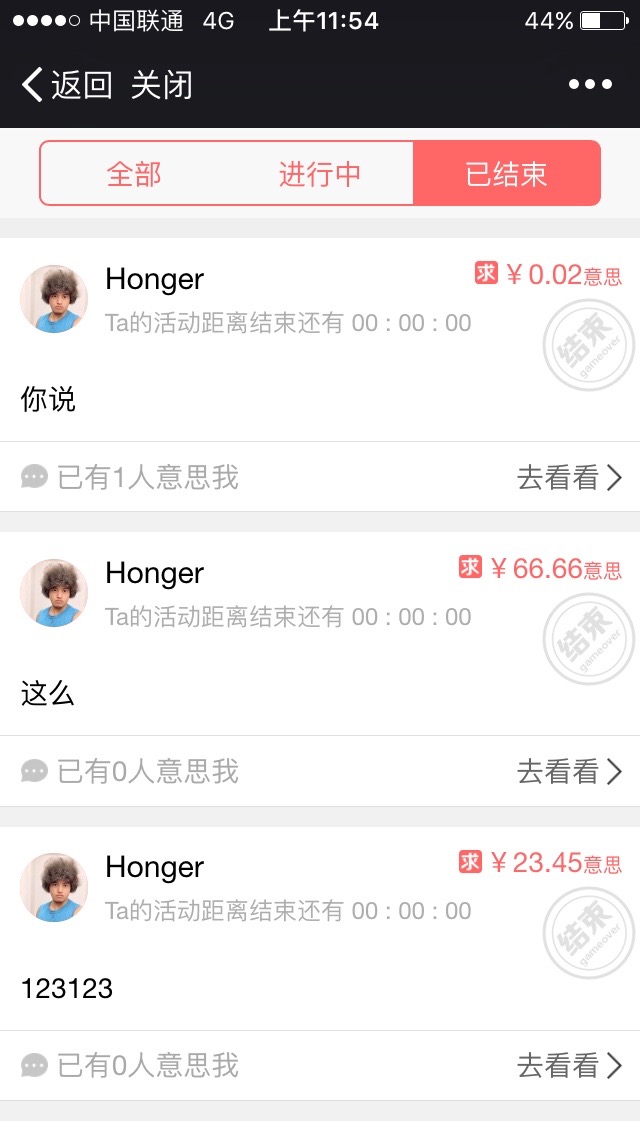 中国联通 4G 上午11:54 44%
返回 关闭
全部 进行中 已结束
Honger 求 ¥0.02意思
Ta的活动距离结束还有 00 : 00 : 00
结束
gameover
你说
已有1人意思我 去看看
Honger 求 ¥66.66意思
Ta的活动距离结束还有 00 : 00 : 00
结束
gameover
这么
已有0人意思我 去看看
Honger 求 ¥23.45意思
Ta的活动距离结束还有 00 : 00 : 00
结束
gameover
123123
已有0人意思我 去看看